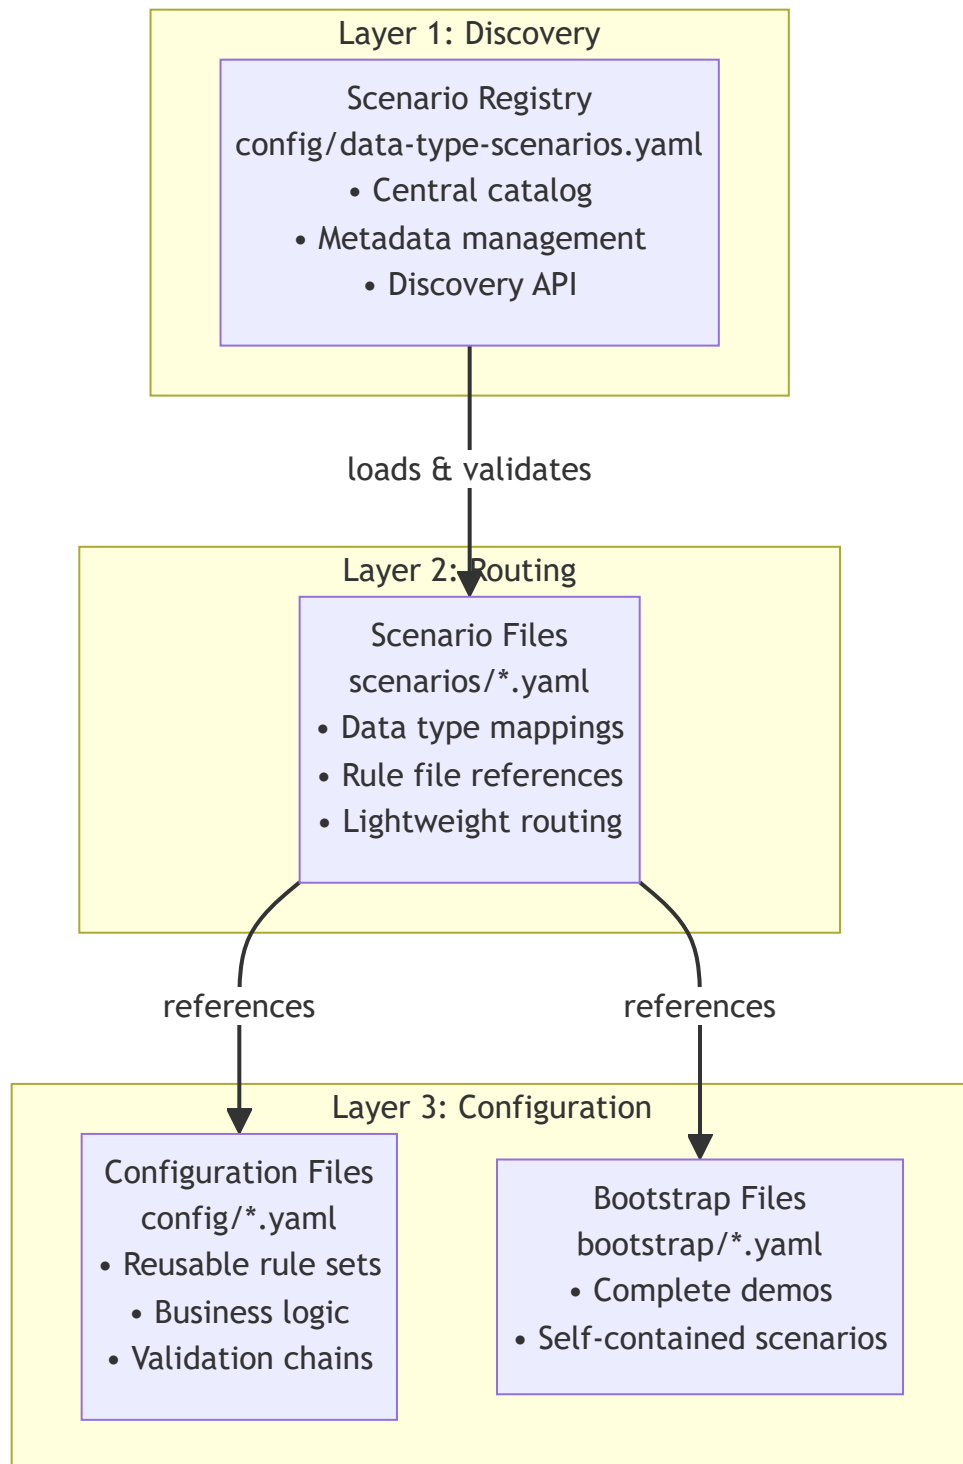 Layer 1: Discovery
Scenario Registry
config/data-type-scenarios.yaml
• Central catalog
• Metadata management
• Discovery API
loads & validates
Layer 2: Routing
Scenario Files
scenarios/*.yaml
• Data type mappings
• Rule file references
• Lightweight routing
references
references
Layer 3: Configuration
Configuration Files
config/*.yaml
• Reusable rule sets
• Business logic
• Validation chains
Bootstrap Files
bootstrap/*.yaml
• Complete demos
• Self-contained scenarios